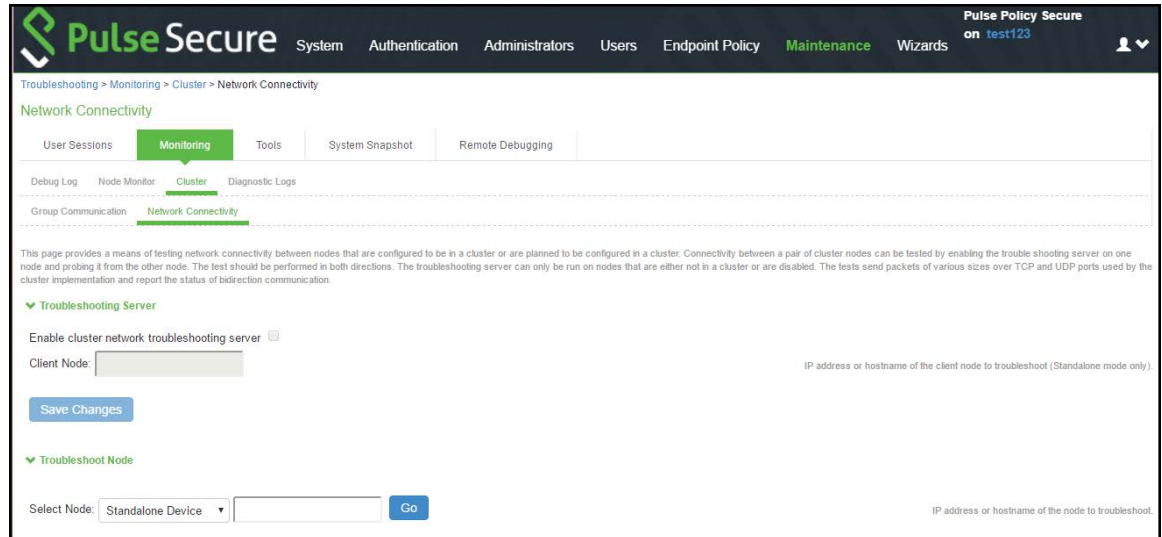 Pulse Secure System Authentication Administrators Users Endpoint Policy Maintenance Wizards
Pulse Policy Secure
on test123
Troubleshooting > Monitoring > Cluster > Network Connectivity
Network Connectivity
User Sessions Monitoring Tools System Snapshot Remote Debugging
Debug Log Node Monitor Cluster Diagnostic Logs
Group Communication Network Connectivity
This page provides a means of testing network connectivity between nodes that are configured to be in a cluster or are planned to be configured in a cluster. Connectivity between a pair of cluster nodes can be tested by enabling the trouble shooting server on one
node and probing it from the other node. The test should be performed in both directions. The troubleshooting server can only be run on nodes that are either not in a cluster or are disabled. The tests send packets of various sizes over TCP and UDP ports used by the
cluster implementation and report the status of bidirection communication.
Troubleshooting Server
Enable cluster network troubleshooting server
Client Node: IP address or hostname of the client node to troubleshoot (Standalone mode only).
Save Changes
Troubleshoot Node
Select Node: Standalone Device Go IP address or hostname of the node to troubleshoot.